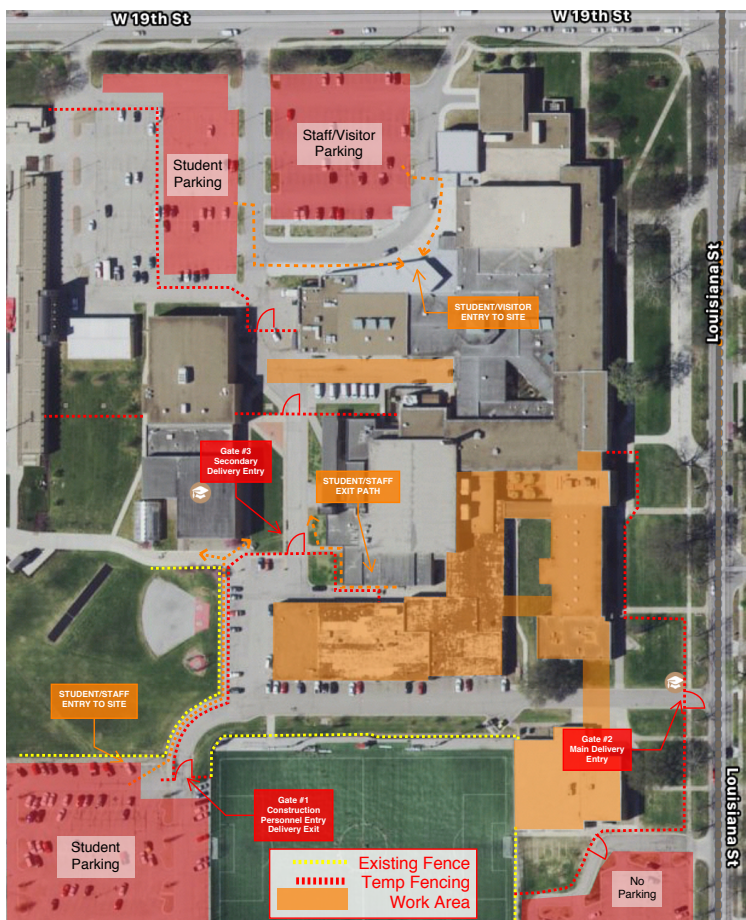 W 19th St
W 19th St
Staff/Visitor
Parking
Student
Parking
Louisiana St
STUDENT/VISITOR
ENTRY TO SITE
Gate #3
Secondary
Delivery Entry
STUDENT/STAFF
EXIT PATH
STUDENT/STAFF
ENTRY TO SITE
Gate #2
Main Delivery
Entry
Louisiana St
Gate #1
Construction
Personnel Entry
Delivery Exit
Student
Parking
No
Parking
Existing Fence
Temp Fencing
Work Area